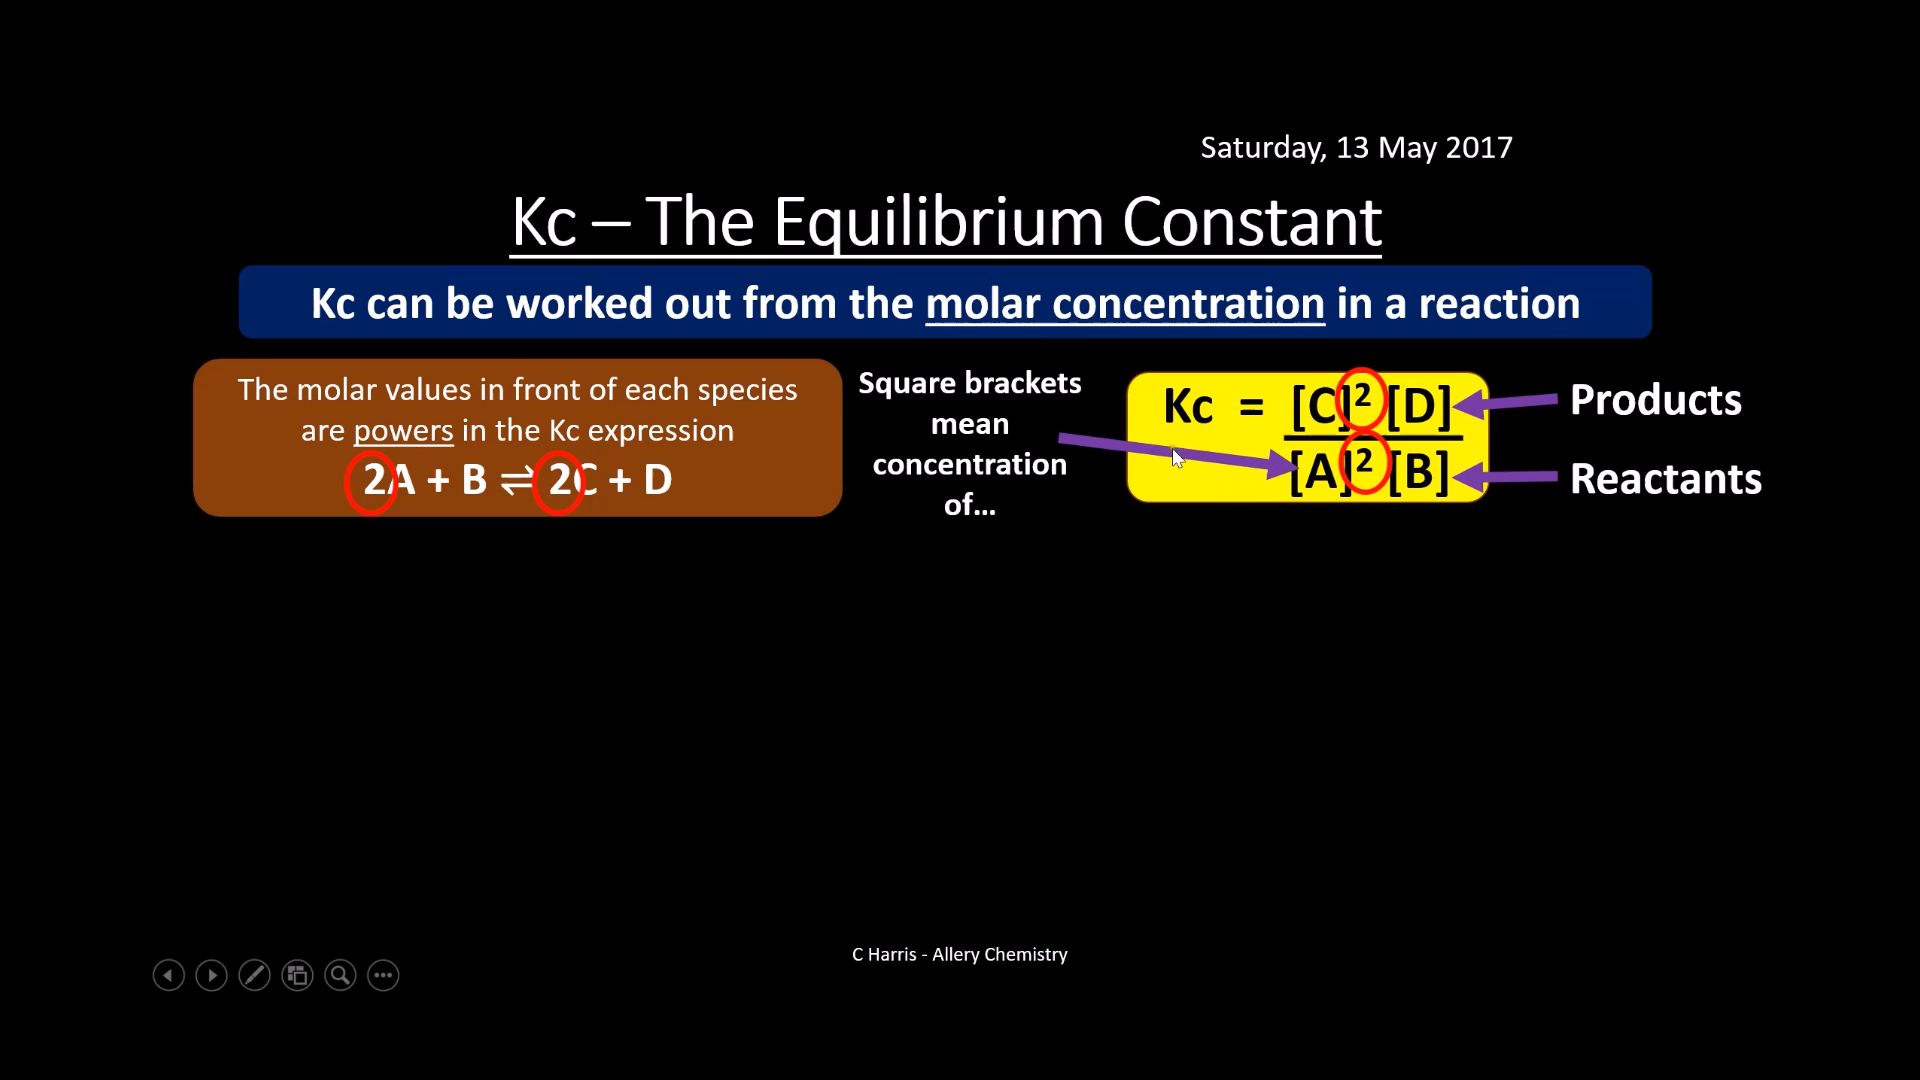 Saturday, 13 May 2017
Kc – The Equilibrium Constant
Kc can be worked out from the molar concentration in a reaction
The molar values in front of each species
are powers in the Kc expression
2A + B ⇌ 2C + D
Square brackets
mean
concentration
of...
Kc = [C]² [D]
[A]² [B]
Products
Reactants
C Harris - Allery Chemistry